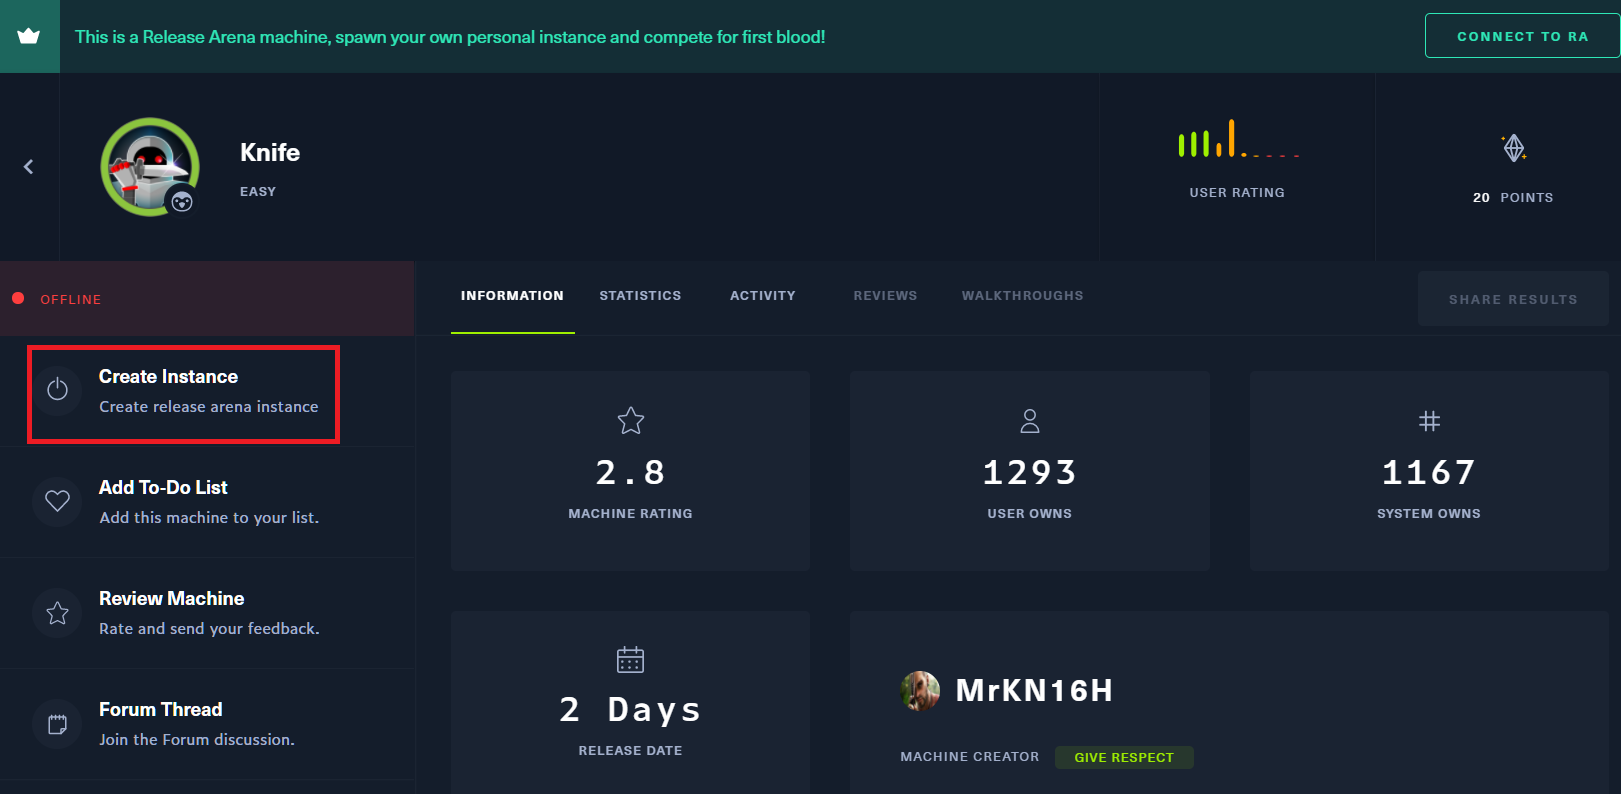 This is a Release Arena machine, spawn your own personal instance and compete for first blood!
CONNECT TO RA
Knife
EASY
USER RATING
20 POINTS
OFFLINE
INFORMATION STATISTICS ACTIVITY REVIEWS WALKTHROUGHS
SHARE RESULTS
Create Instance
Create release arena instance
Add To-Do List
Add this machine to your list.
Review Machine
Rate and send your feedback.
Forum Thread
Join the Forum discussion.
2.8
MACHINE RATING
1293
USER OWNS
1167
SYSTEM OWNS
2 Days
RELEASE DATE
MrKN16H
MACHINE CREATOR GIVE RESPECT